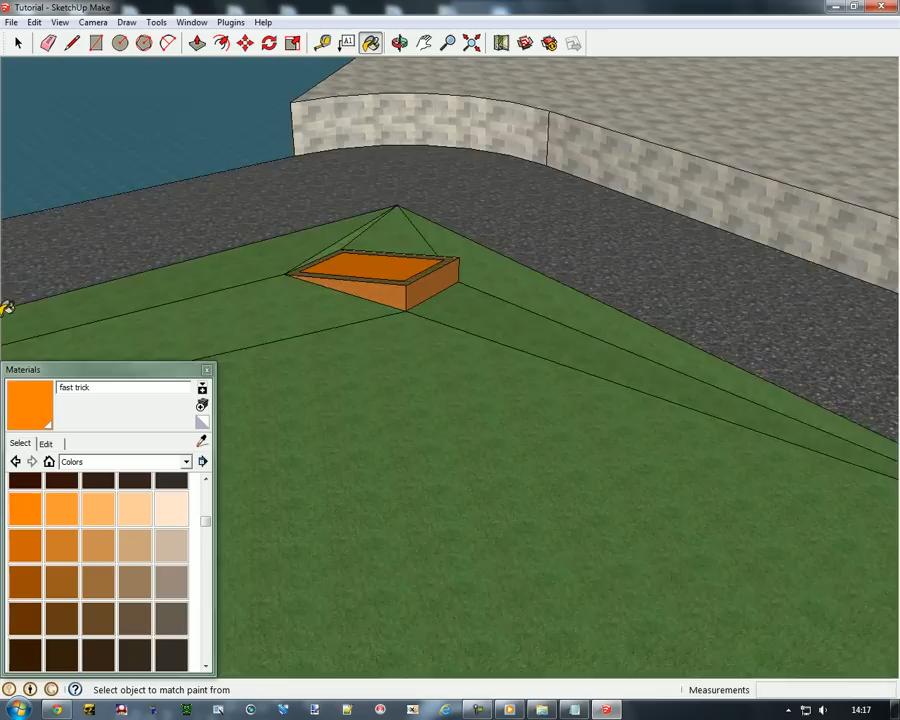 Tutorial - SketchUp Make
File Edit View Camera Draw Tools Window Plugins Help
A1
Materials
fast trick
Select Edit
Colors
Select object to match paint from
Measurements
14:17